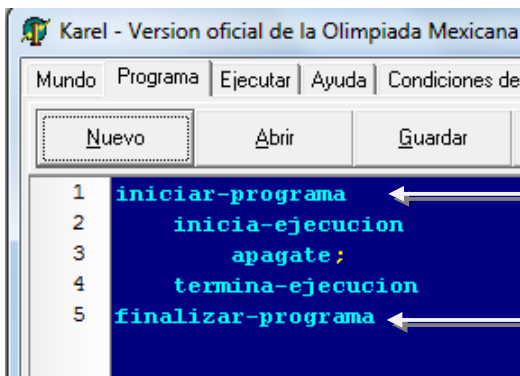 Karel - Version oficial de la Olimpiada Mexicana
Mundo Programa Ejecutar Ayuda Condiciones de
Nuevo Abrir Guardar
1 iniciar-programa
2 inicia-ejecucion
3 apagate;
4 termina-ejecucion
5 finalizar-programa